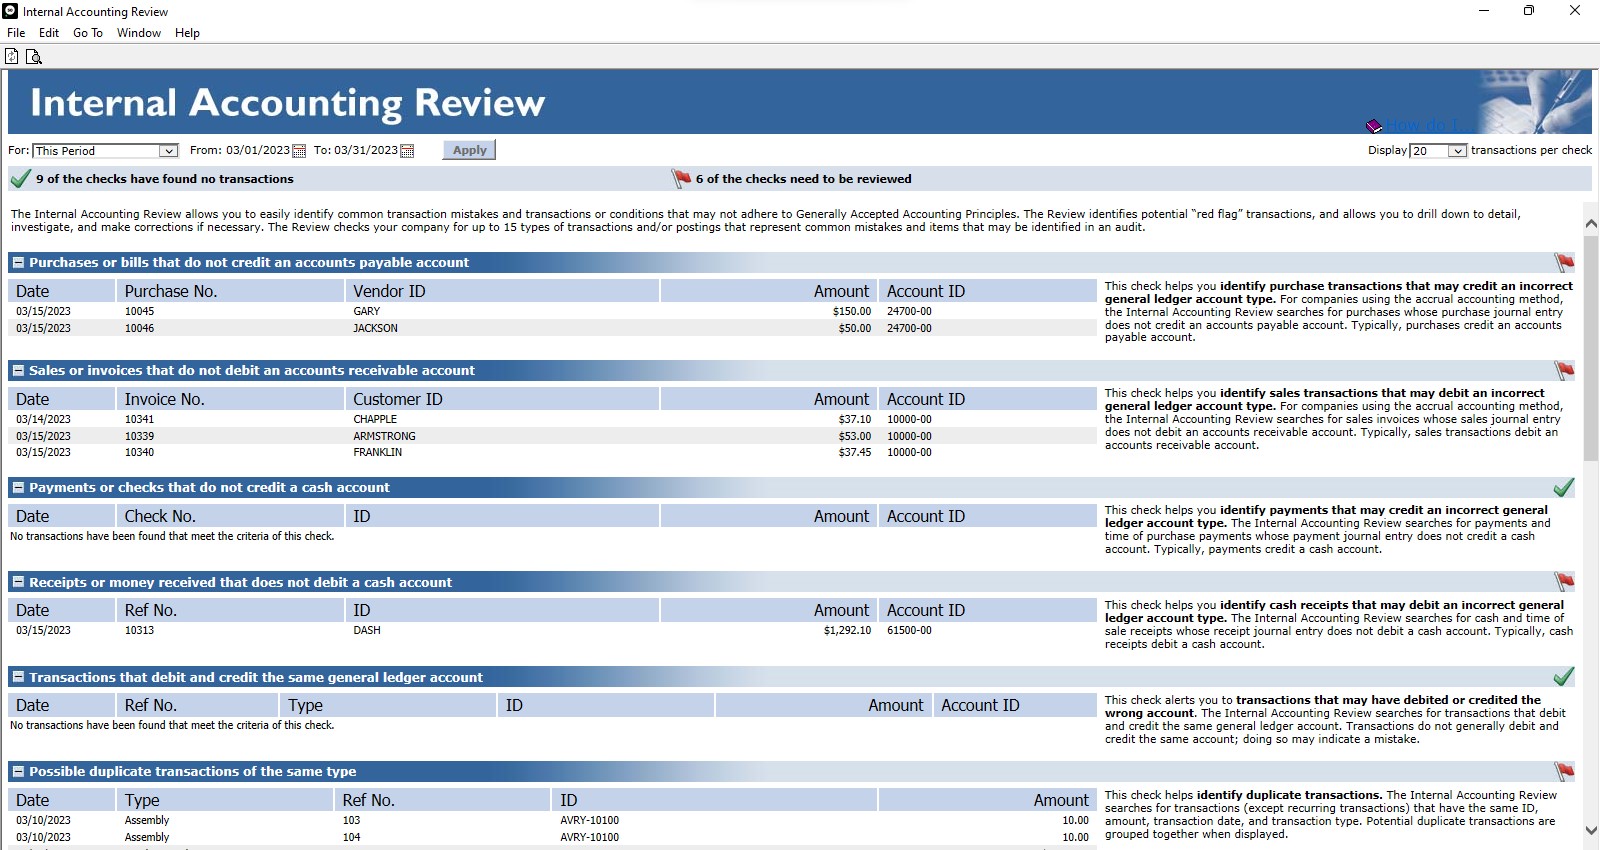 Internal Accounting Review
File Edit Go To Window Help
Internal Accounting Review
How do I...
For: This Period From: 03/01/2023 To: 03/31/2023 Apply Display 20 transactions per check
9 of the checks have found no transactions 6 of the checks need to be reviewed
The Internal Accounting Review allows you to easily identify common transaction mistakes and transactions or conditions that may not adhere to Generally Accepted Accounting Principles. The Review identifies potential “red flag” transactions, and allows you to drill down to detail,
investigate, and make corrections if necessary. The Review checks your company for up to 15 types of transactions and/or postings that represent common mistakes and items that may be identified in an audit.
Purchases or bills that do not credit an accounts payable account
Date Purchase No. Vendor ID Amount Account ID
03/15/2023 10045 GARY $150.00 24700-00
03/15/2023 10046 JACKSON $50.00 24700-00
This check helps you identify purchase transactions that may credit an incorrect
general ledger account type. For companies using the accrual accounting method,
the Internal Accounting Review searches for purchases whose purchase journal entry
does not credit an accounts payable account. Typically, purchases credit an accounts
payable account.
Sales or invoices that do not debit an accounts receivable account
Date Invoice No. Customer ID Amount Account ID
03/14/2023 10341 CHAPPLE $37.10 10000-00
03/15/2023 10339 ARMSTRONG $53.00 10000-00
03/15/2023 10340 FRANKLIN $37.45 10000-00
This check helps you identify sales transactions that may debit an incorrect
general ledger account type. For companies using the accrual accounting method,
the Internal Accounting Review searches for sales invoices whose sales journal entry
does not debit an accounts receivable account. Typically, sales transactions debit an
accounts receivable account.
Payments or checks that do not credit a cash account
Date Check No. ID Amount Account ID
No transactions have been found that meet the criteria of this check.
This check helps you identify payments that may credit an incorrect general
ledger account type. The Internal Accounting Review searches for payments and
time of purchase payments whose payment journal entry does not credit a cash
account. Typically, payments credit a cash account.
Receipts or money received that does not debit a cash account
Date Ref No. ID Amount Account ID
03/15/2023 10313 DASH $1,292.10 61500-00
This check helps you identify cash receipts that may debit an incorrect general
ledger account type. The Internal Accounting Review searches for cash and time of
sale receipts whose receipt journal entry does not debit a cash account. Typically, cash
receipts debit a cash account.
Transactions that debit and credit the same general ledger account
Date Ref No. Type ID Amount Account ID
No transactions have been found that meet the criteria of this check.
This check alerts you to transactions that may have debited or credited the
wrong account. The Internal Accounting Review searches for transactions that debit
and credit the same general ledger account. Transactions do not generally debit and
credit the same account; doing so may indicate a mistake.
Possible duplicate transactions of the same type
Date Type Ref No. ID Amount
03/10/2023 Assembly 103 AVRY-10100 10.00
03/10/2023 Assembly 104 AVRY-10100 10.00
This check helps identify duplicate transactions. The Internal Accounting Review
searches for transactions (except recurring transactions) that have the same ID,
amount, transaction date, and transaction type. Potential duplicate transactions are
grouped together when displayed.